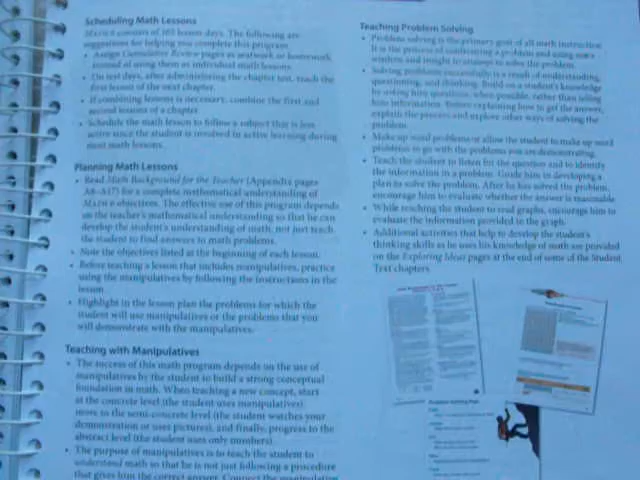 Scheduling Math Lessons
MATH 6 consists of 165 lesson days. The following are
suggestions for helping you complete this program.
• Assign Cumulative Review pages as seatwork or homework
instead of using them as individual math lessons.
• On test days, after administering the chapter test, teach the
first lesson of the next chapter.
• If combining lessons is necessary, combine the first and
second lessons of a chapter.
• Schedule the math lesson to follow a subject that is less
active since the student is involved in active learning during
most math lessons.
Planning Math Lessons
• Read Math Background for the Teacher (Appendix pages
A8–A17) for a complete mathematical understanding of
MATH 6 objectives. The effective use of this program depends
on the teacher's mathematical understanding so that he can
develop the student's understanding of math, not just teach
the student to find answers to math problems.
• Note the objectives listed at the beginning of each lesson.
• Before teaching a lesson that includes manipulatives, practice
using the manipulatives by following the instructions in the
lesson.
• Highlight in the lesson plan the problems for which the
student will use manipulatives or the problems that you
will demonstrate with the manipulatives.
Teaching with Manipulatives
• The success of this math program depends on the use of
manipulatives by the student to build a strong conceptual
foundation in math. When teaching a new concept, start
at the concrete level (the student uses manipulatives)
move to the semi-concrete level (the student watches your
demonstration or uses pictures), and finally, progress to the
abstract level (the student uses only numbers).
• The purpose of manipulatives is to teach the student to
understand math so that he is not just following a procedure
that gives him the correct answer. Connect the manipulative
Teaching Problem Solving
• Problem solving is the primary goal of all math instruction.
It is the process of confronting a problem and using one's
wisdom and insight to answer to solve the problem.
• Solving problems successfully is a result of understanding,
questioning, and thinking. Build on a student's knowledge
by asking him questions, when possible, rather than telling
him information. Before explaining how to get the answer,
explain the process and explore other ways of solving the
problem.
• Make up word problems or allow the student to make up word
problems to go with the problems you are demonstrating.
• Teach the student to listen for the question and to identify
the information in a problem. Guide him in developing a
plan to solve the problem. After he has solved the problem,
encourage him to evaluate whether the answer is reasonable.
• While teaching the student to read graphs, encourage him to
evaluate the information provided in the graph.
• Additional activities that help to develop the student's
thinking skills as he uses his knowledge of math are provided
on the Exploring Ideas pages at the end of some of the Student
Text chapters.
Problem-Solving Plan